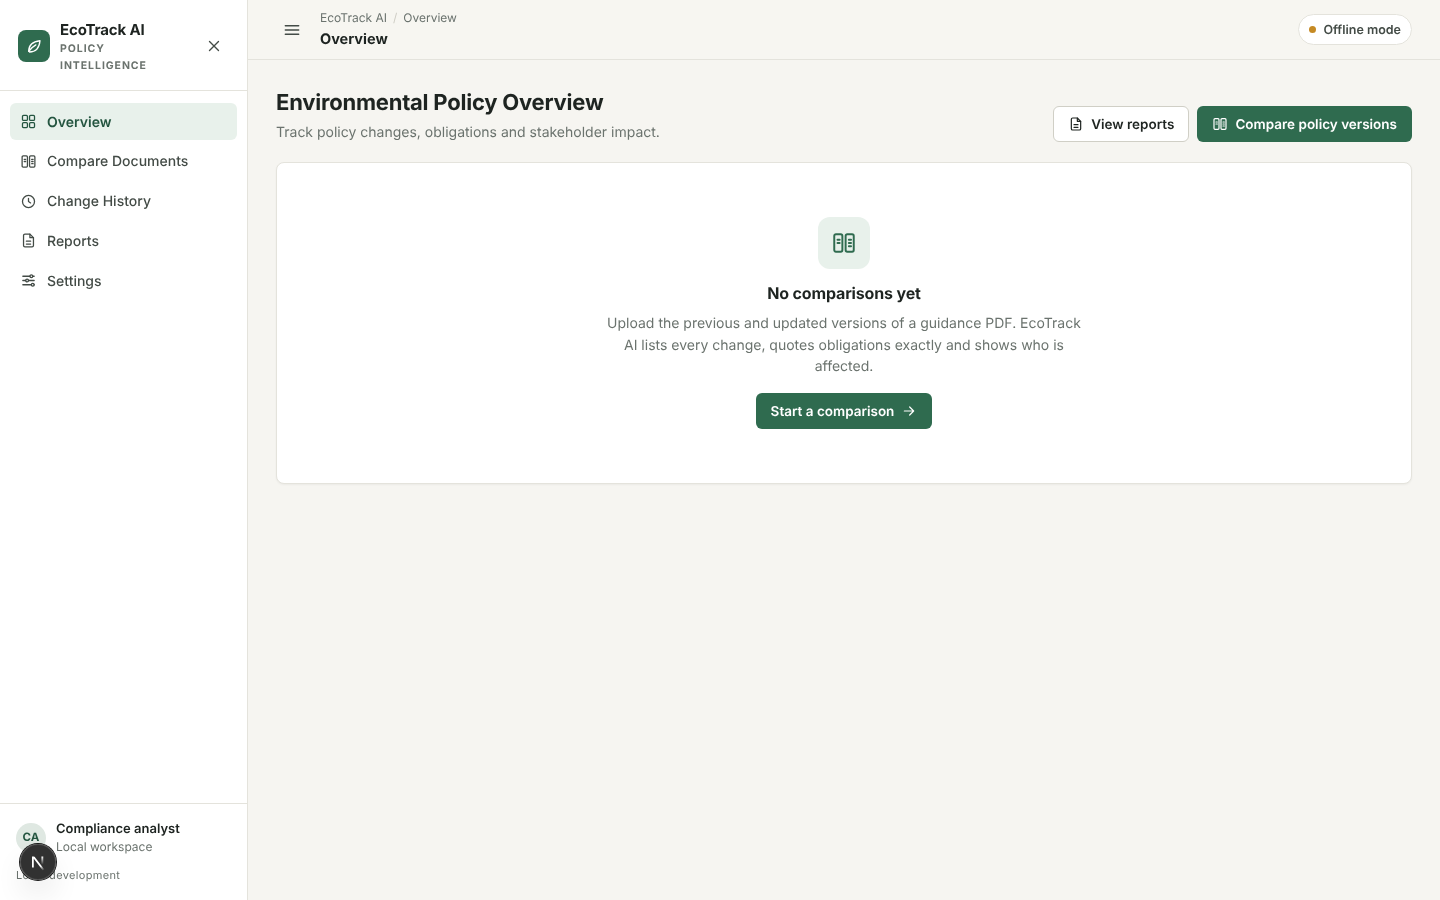 EcoTrack AI
POLICY
INTELLIGENCE
Overview
Compare Documents
Change History
Reports
Settings
Compliance analyst
CA
Local workspace
N
development
EcoTrack AI / Overview
Overview
Offline mode
Environmental Policy Overview
Track policy changes, obligations and stakeholder impact.
View reports
Compare policy versions
No comparisons yet
Upload the previous and updated versions of a guidance PDF. EcoTrack
AI lists every change, quotes obligations exactly and shows who is
affected.
Start a comparison